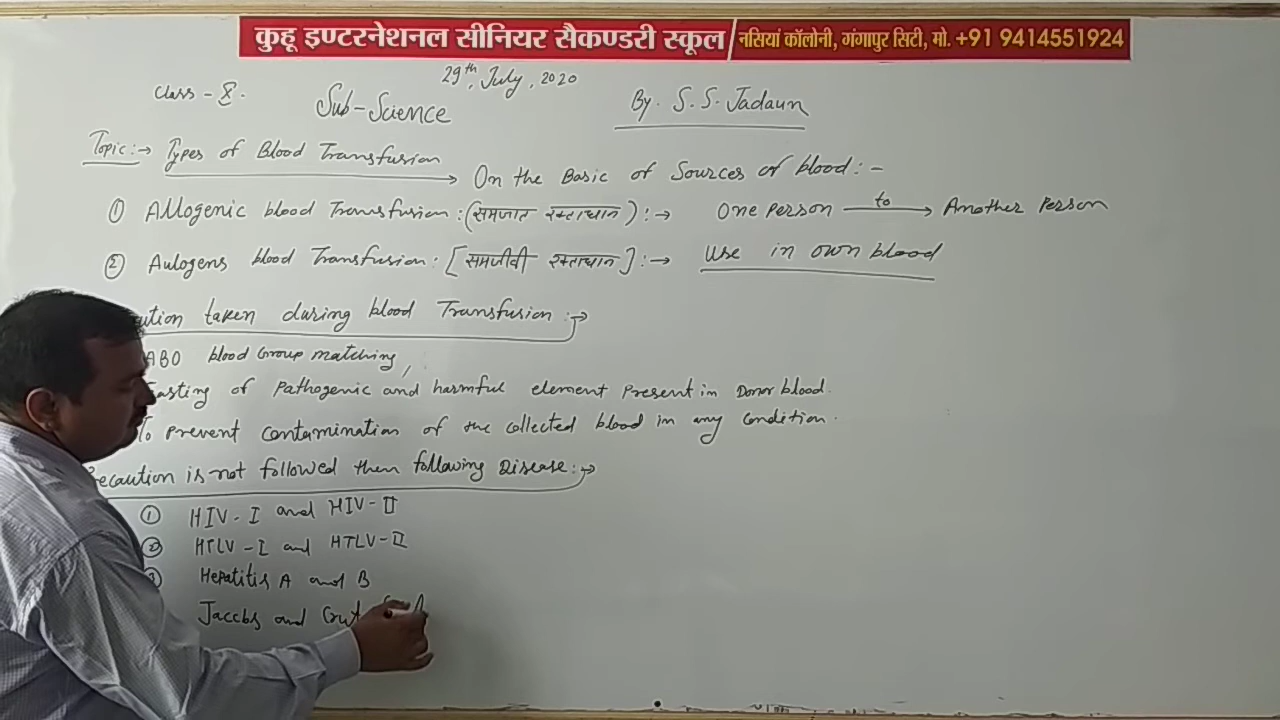 कुहू इण्टरनेशनल सीनियर सैकण्डरी स्कूल / नसियां कॉलोनी, गंगापुर सिटी, मो. +91 9414551924
29th, July, 2020
Class - X.
Sub-Science
By. S. S. Jadaun
Topic:→ Types of Blood Transfusion
→ On the Basic of Sources of blood:-
① Allogenic blood Transfusion:(समजात रक्ताधान):→ One Person to → Another Person
② Aulogens blood Transfusion: [समजीवी रक्ताधान]:→ Use in own blood
ution taken during blood Transfusion:→
ABO blood Group matching,
Tasting of Pathogenic and harmful element Present in Donor blood.
To Prevent Contamination of the collected blood in any Condition.
ecaution is not followed then following Disease:→
① HIV-I and HIV-II
② HTLV-I and HTLV-II
Hepatitis A and B
and